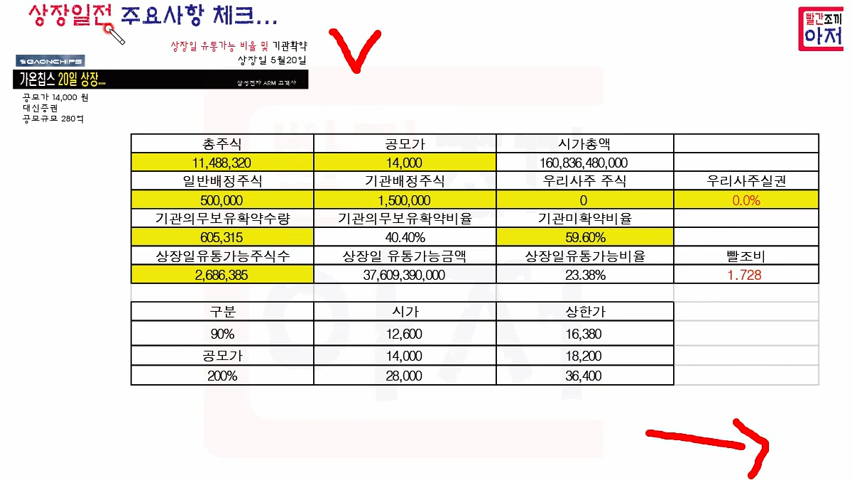 상장일전 주요사항 체크...
빨간조끼
아저
상장일 유통가능 비율 및 기관확약
상장일 5월20일
GAONCHIPS
가온칩스 20일 상장....
삼성전자 ARM 고객사
공모가 14,000 원
대신증권
공모규모 280억
총주식 공모가 시가총액
11,488,320 14,000 160,836,480,000
일반배정주식 기관배정주식 우리사주 주식 우리사주실권
500,000 1,500,000 0 0.0%
기관의무보유확약수량 기관의무보유확약비율 기관미확약비율
605,315 40.40% 59.60%
상장일유통가능주식수 상장일 유통가능금액 상장일유통가능비율 빨조비
2,686,385 37,609,390,000 23.38% 1.728
구분 시가 상한가
90% 12,600 16,380
공모가 14,000 18,200
200% 28,000 36,400